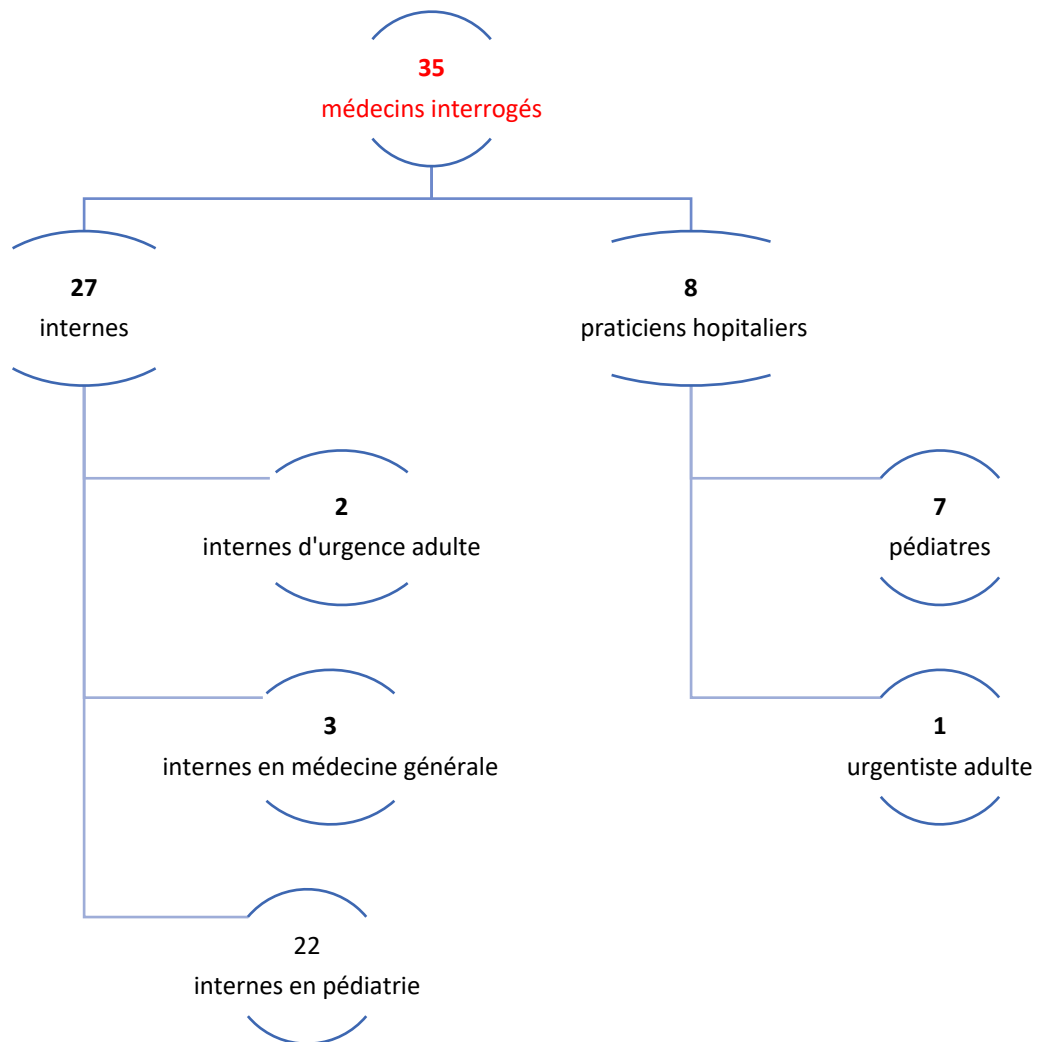 35
médecins interrogés
27
internes
8
praticiens hopitaliers
2
internes d'urgence adulte
3
internes en médecine générale
22
internes en pédiatrie
7
pédiatres
1
urgentiste adulte